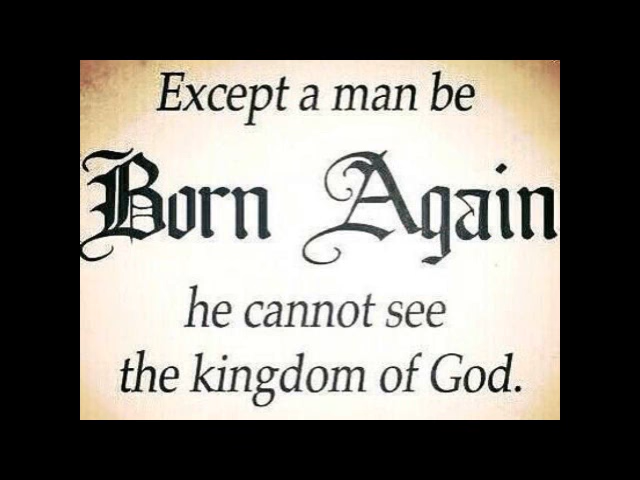 Except a man be
Born Again
he cannot see
the kingdom of God.